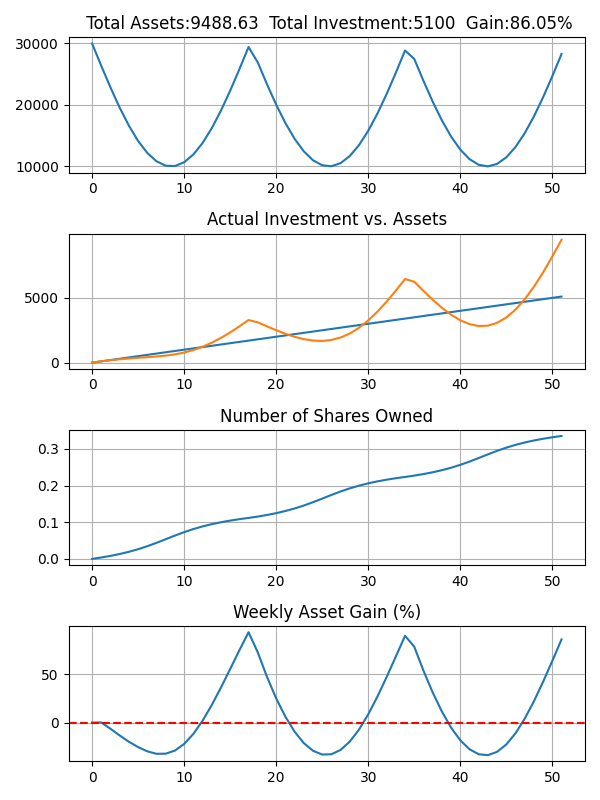 Total Assets:9488.63  Total Investment:5100  Gain:86.05%
30000
20000
10000
0 10 20 30 40 50
Actual Investment vs. Assets
5000
0
0 10 20 30 40 50
Number of Shares Owned
0.3
0.2
0.1
0.0
0 10 20 30 40 50
Weekly Asset Gain (%)
50
0
0 10 20 30 40 50